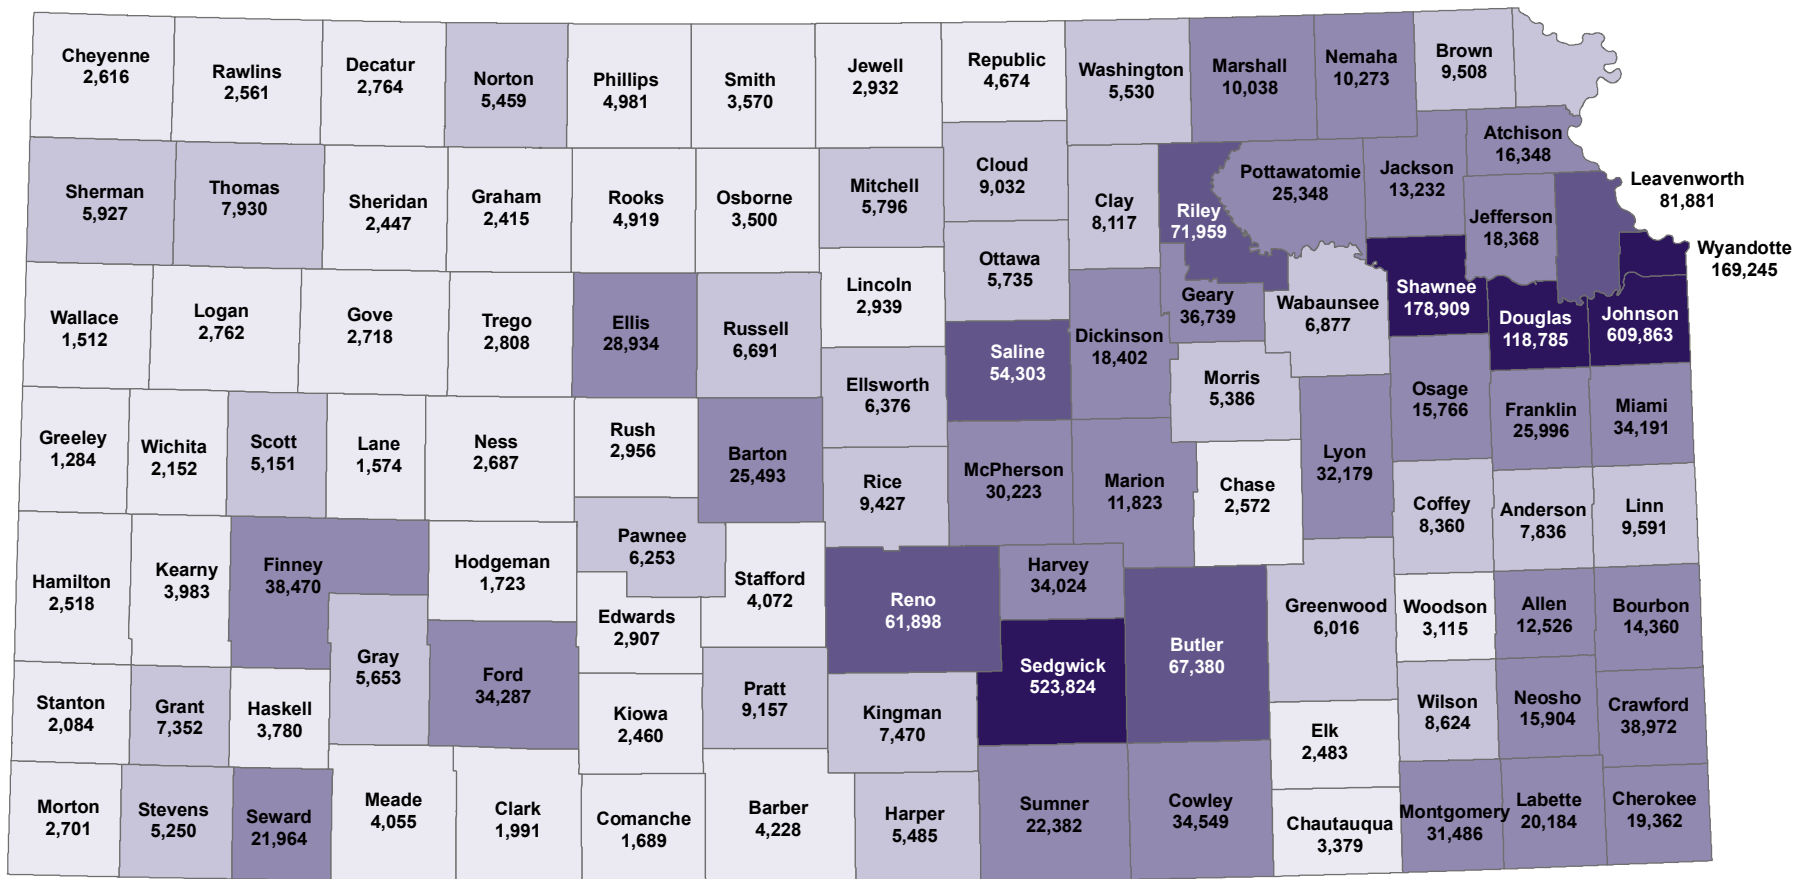 Cheyenne
2,616
Rawlins
2,561
Decatur
2,764
Norton
5,459
Phillips
4,981
Smith
3,570
Jewell
2,932
Republic
4,674
Washington
5,530
Marshall
10,038
Nemaha
10,273
Brown
9,508
Atchison
16,348
Sherman
5,927
Thomas
7,930
Sheridan
2,447
Graham
2,415
Rooks
4,919
Osborne
3,500
Mitchell
5,796
Cloud
9,032
Clay
8,117
Riley
71,959
Pottawatomie
25,348
Jackson
13,232
Jefferson
18,368
Leavenworth
81,881
Wyandotte
169,245
Wallace
1,512
Logan
2,762
Gove
2,718
Trego
2,808
Ellis
28,934
Russell
6,691
Lincoln
2,939
Ottawa
5,735
Saline
54,303
Dickinson
18,402
Geary
36,739
Wabaunsee
6,877
Shawnee
178,909
Douglas
118,785
Johnson
609,863
Ellsworth
6,376
Morris
5,386
Osage
15,766
Franklin
25,996
Miami
34,191
Greeley
1,284
Wichita
2,152
Scott
5,151
Lane
1,574
Ness
2,687
Rush
2,956
Barton
25,493
Rice
9,427
McPherson
30,223
Marion
11,823
Chase
2,572
Lyon
32,179
Coffey
8,360
Anderson
7,836
Linn
9,591
Hamilton
2,518
Kearny
3,983
Finney
38,470
Hodgeman
1,723
Pawnee
6,253
Stafford
4,072
Edwards
2,907
Reno
61,898
Harvey
34,024
Butler
67,380
Greenwood
6,016
Woodson
3,115
Allen
12,526
Bourbon
14,360
Stanton
2,084
Grant
7,352
Haskell
3,780
Gray
5,653
Ford
34,287
Kiowa
2,460
Pratt
9,157
Kingman
7,470
Sedgwick
523,824
Elk
2,483
Wilson
8,624
Neosho
15,904
Crawford
38,972
Morton
2,701
Stevens
5,250
Seward
21,964
Meade
4,055
Clark
1,991
Comanche
1,689
Barber
4,228
Harper
5,485
Sumner
22,382
Cowley
34,549
Chautauqua
3,379
Montgomery
31,486
Labette
20,184
Cherokee
19,362